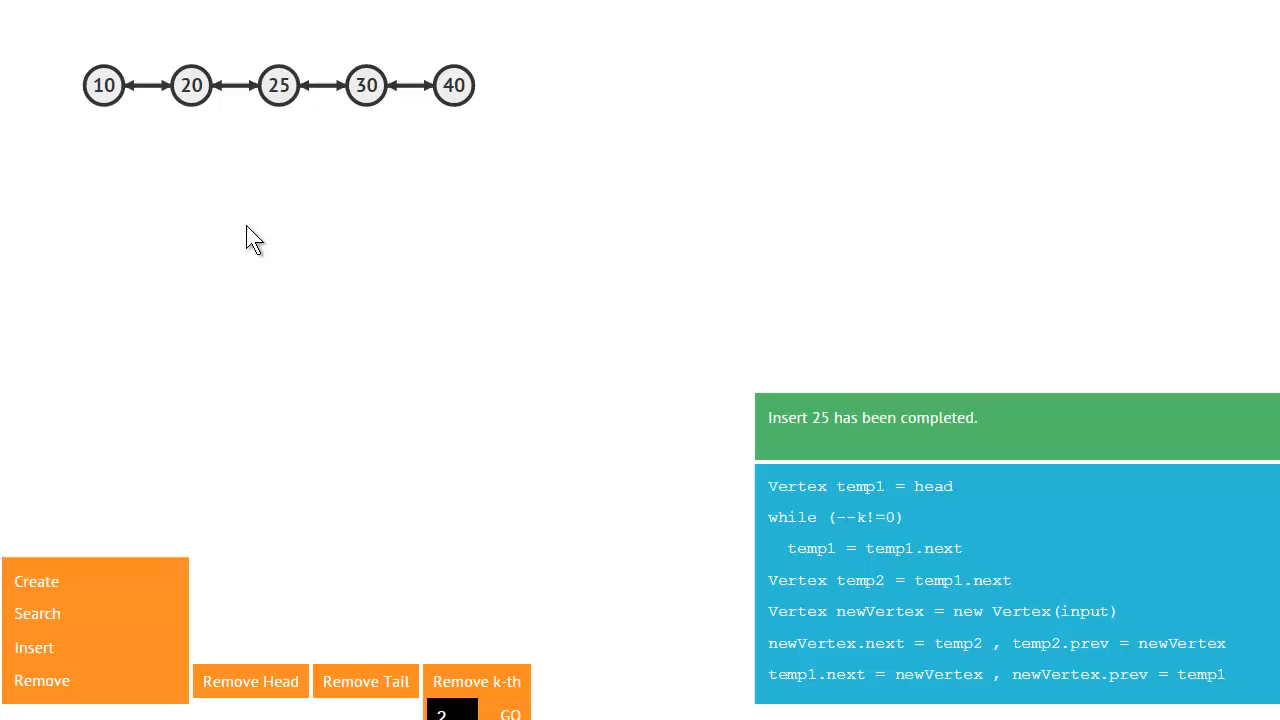 10 20 25 30 40
Insert 25 has been completed.
Vertex temp1 = head
while (--k!=0)
temp1 = temp1.next
Vertex temp2 = temp1.next
Vertex newVertex = new Vertex(input)
newVertex.next = temp2 , temp2.prev = newVertex
temp1.next = newVertex , newVertex.prev = temp1
Create
Search
Insert
Remove
Remove Head
Remove Tail
Remove k-th
2 GO